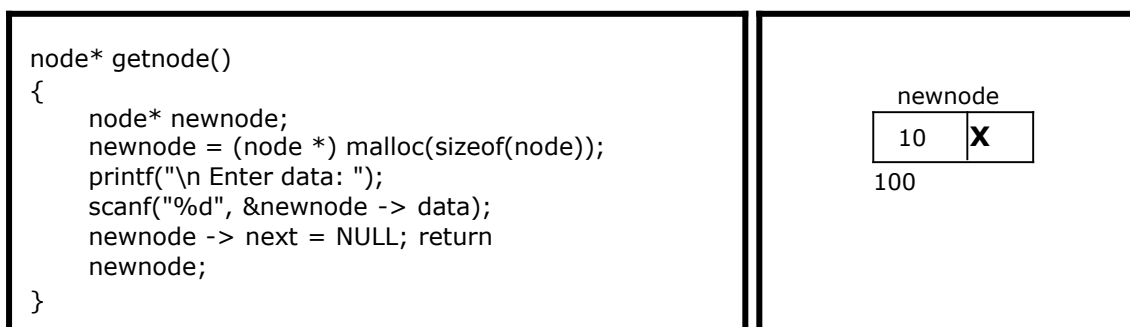 node* getnode()
{
node* newnode;
newnode = (node *) malloc(sizeof(node));
printf("\n Enter data: ");
scanf("%d", &newnode -> data);
newnode -> next = NULL; return
newnode;
}
newnode
10 X
100